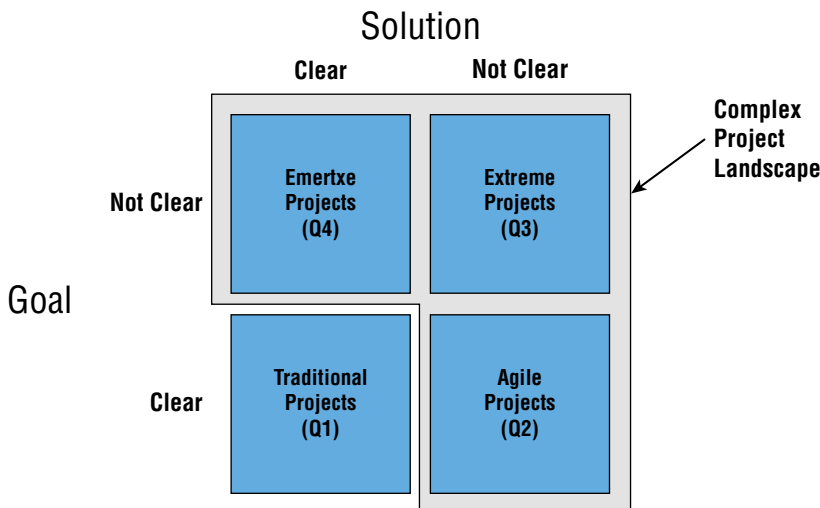 Solution
Clear
Not Clear
Complex
Project
Landscape
Not Clear
Emertxe
Projects
(Q4)
Extreme
Projects
(Q3)
Goal
Clear
Traditional
Projects
(Q1)
Agile
Projects
(Q2)